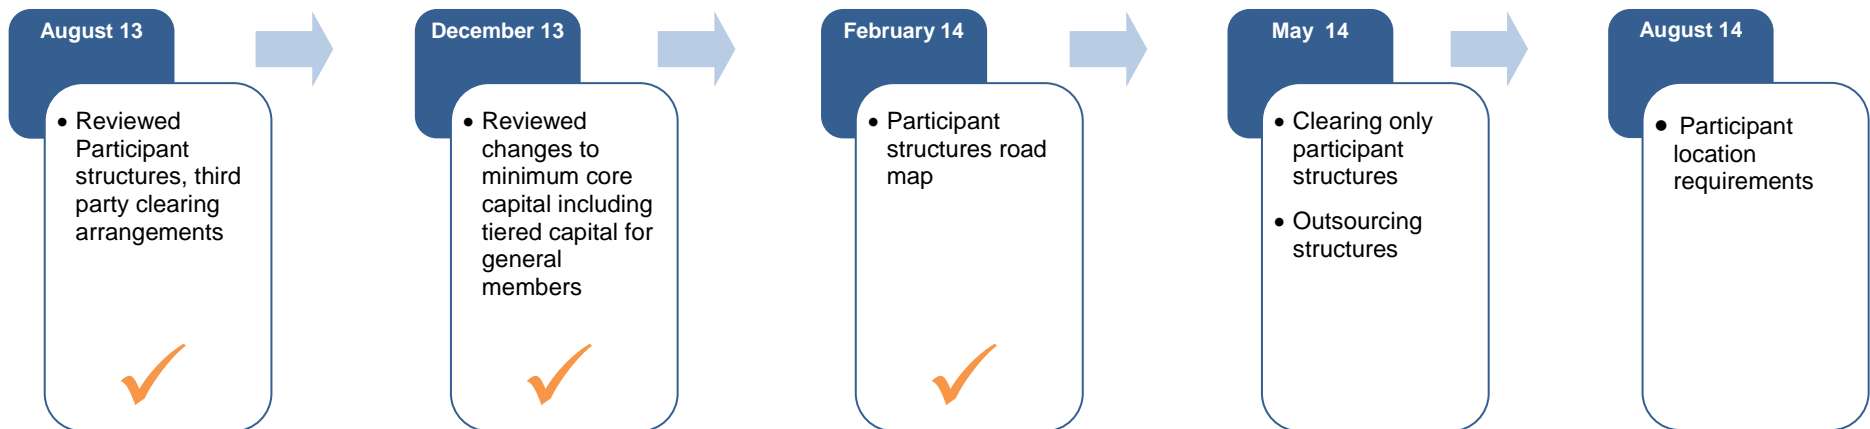 August 13
• Reviewed
Participant
structures, third
party clearing
arrangements
December 13
• Reviewed
changes to
minimum core
capital including
tiered capital for
general
members
February 14
• Participant
structures road
map
May  14
• Clearing only
participant
structures
• Outsourcing
structures
August 14
• Participant
location
requirements